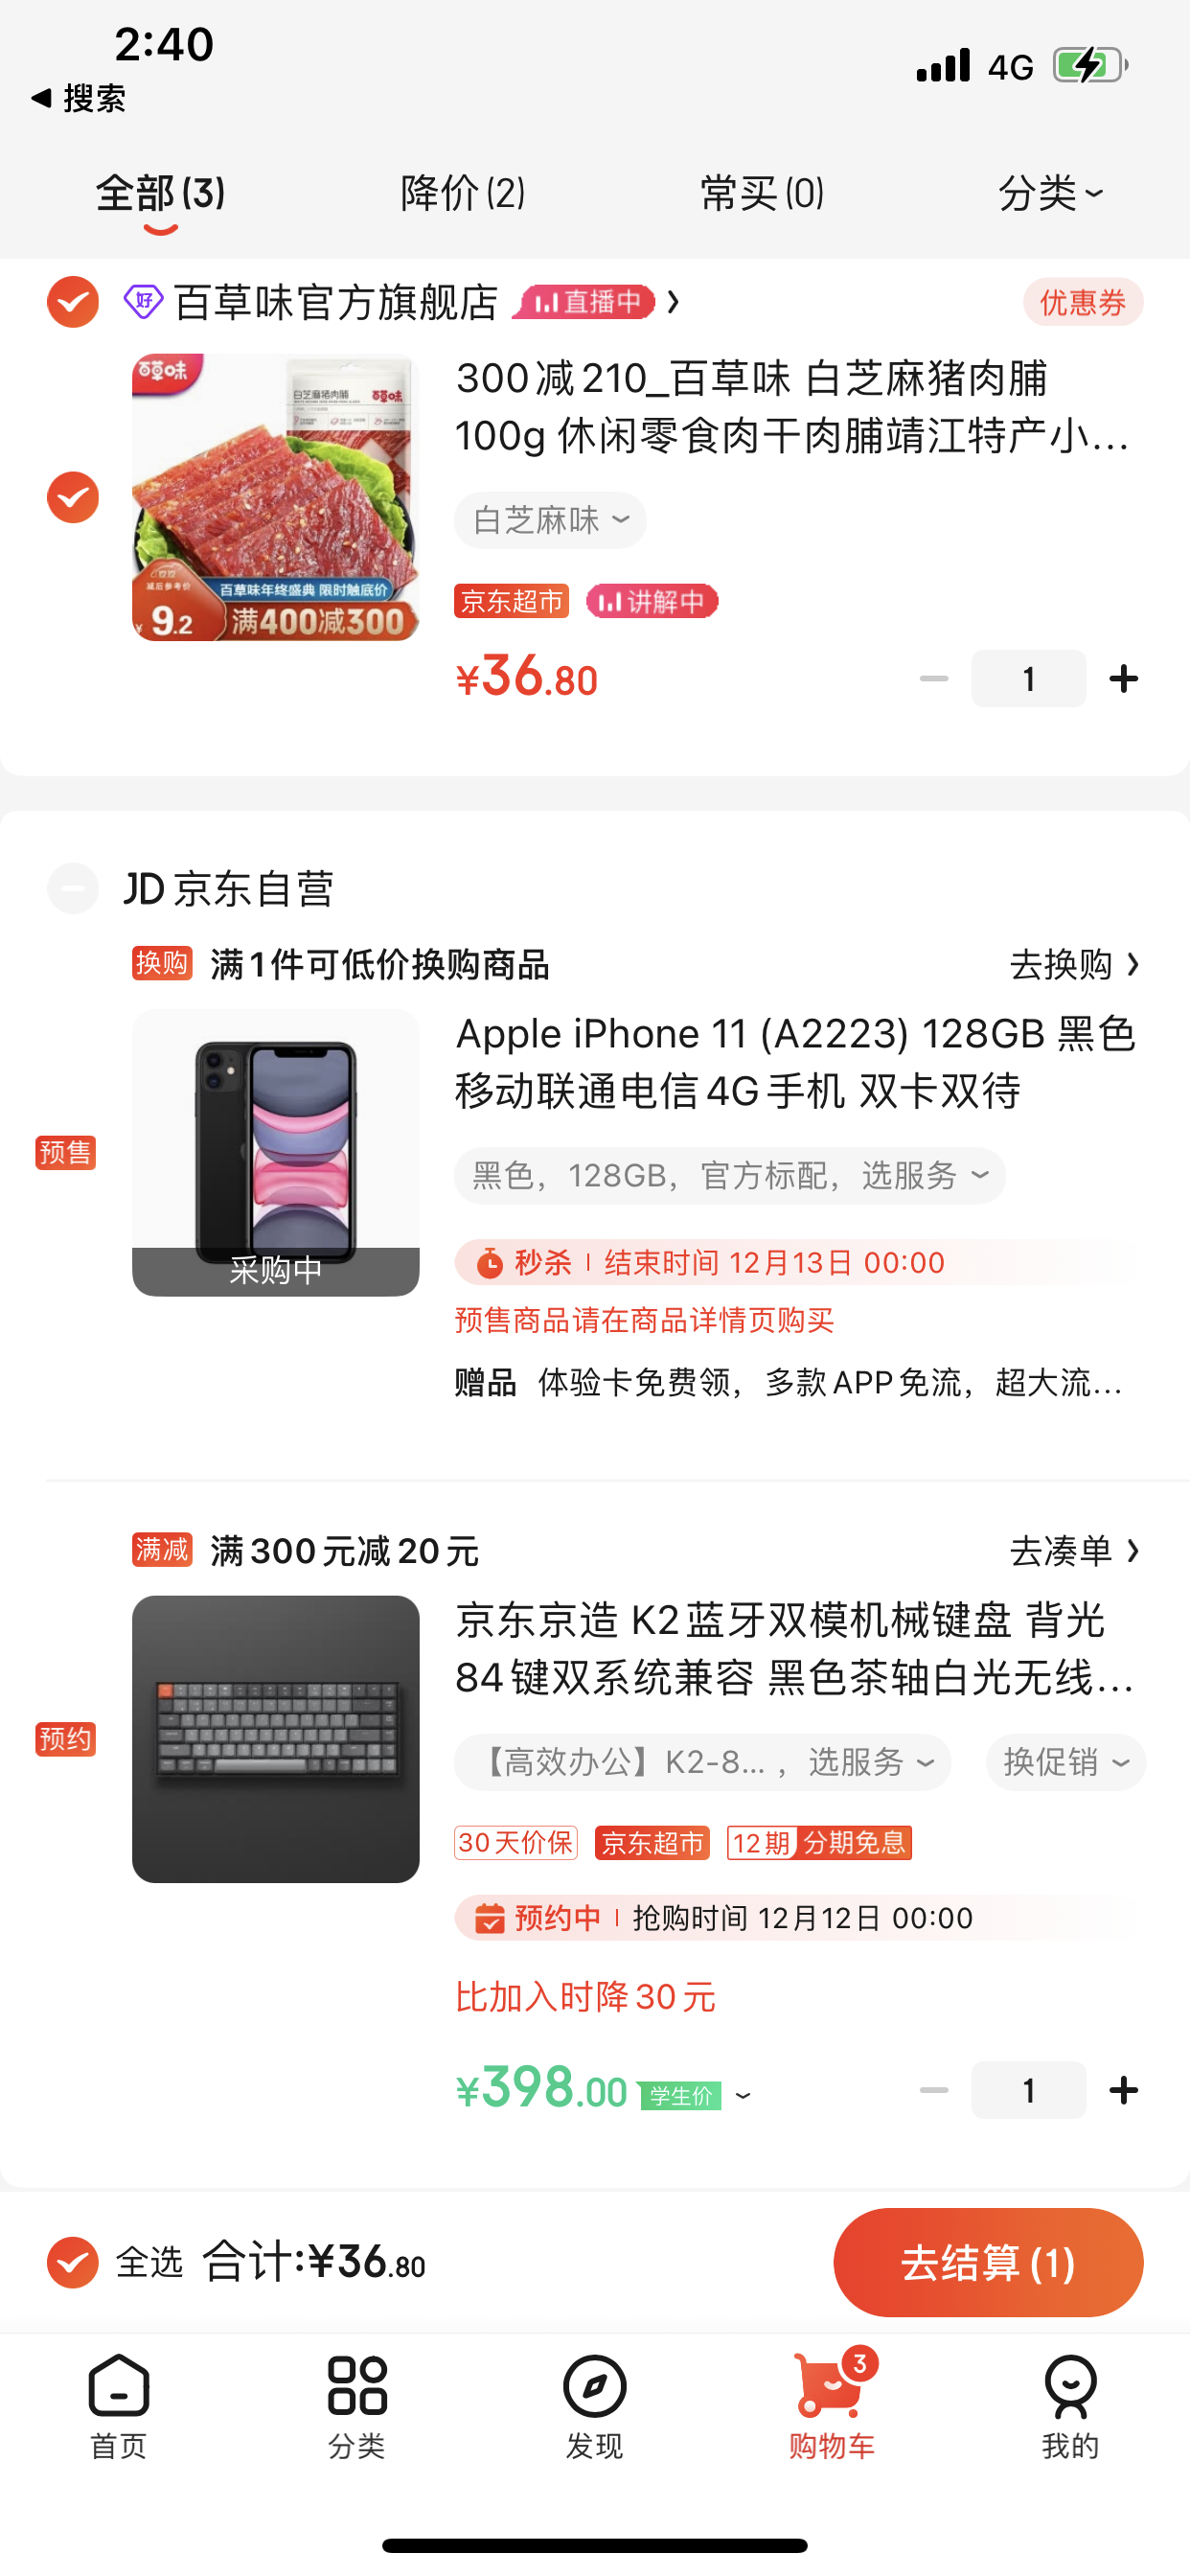 2:40
4G
◀ 搜索
全部(3)
降价(2)
常买(0)
分类
好 百草味官方旗舰店 直播中
优惠券
百草味
白芝麻猪肉脯
百草味
减后参考价
¥9.2
百草味年终盛典 限时触底价
满400减300
300减210_百草味 白芝麻猪肉脯
100g 休闲零食肉干肉脯靖江特产小...
白芝麻味
京东超市 讲解中
¥36.80
1
JD 京东自营
换购 满1件可低价换购商品
去换购
预售
采购中
Apple iPhone 11 (A2223) 128GB 黑色
移动联通电信4G手机 双卡双待
黑色，128GB，官方标配，选服务
秒杀 结束时间 12月13日 00:00
预售商品请在商品详情页购买
赠品 体验卡免费领，多款APP免流，超大流...
满减 满300元减20元
去凑单
预约
京东京造 K2蓝牙双模机械键盘 背光
84键双系统兼容 黑色茶轴白光无线...
【高效办公】K2-8...，选服务
换促销
30天价保 京东超市 12期 分期免息
预约中 抢购时间 12月12日 00:00
比加入时降30元
¥398.00 学生价
1
全选 合计:¥36.80
去结算(1)
3
首页
分类
发现
购物车
我的